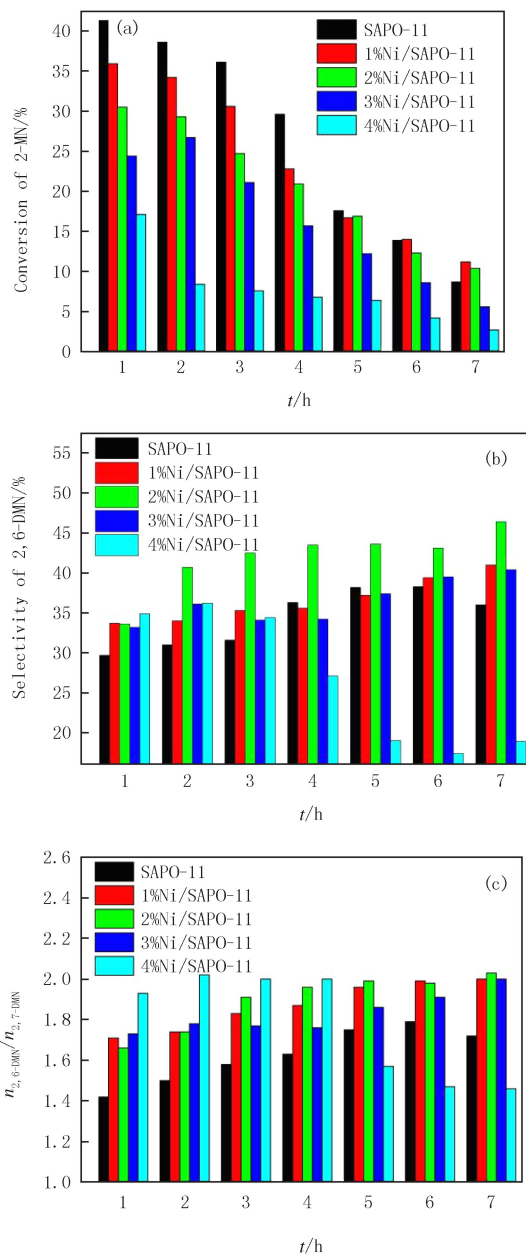 (a)
SAPO-11
1%Ni/SAPO-11
2%Ni/SAPO-11
3%Ni/SAPO-11
4%Ni/SAPO-11
Conversion of 2-MN/%
40
35
30
25
20
15
10
5
0
1 2 3 4 5 6 7
t/h
(b)
SAPO-11
1%Ni/SAPO-11
2%Ni/SAPO-11
3%Ni/SAPO-11
4%Ni/SAPO-11
Selectivity of 2,6-DMN/%
55
50
45
40
35
30
25
20
1 2 3 4 5 6 7
t/h
(c)
SAPO-11
1%Ni/SAPO-11
2%Ni/SAPO-11
3%Ni/SAPO-11
4%Ni/SAPO-11
n2,6-DMN/n2,7-DMN
2.6
2.4
2.2
2.0
1.8
1.6
1.4
1.2
1.0
1 2 3 4 5 6 7
t/h